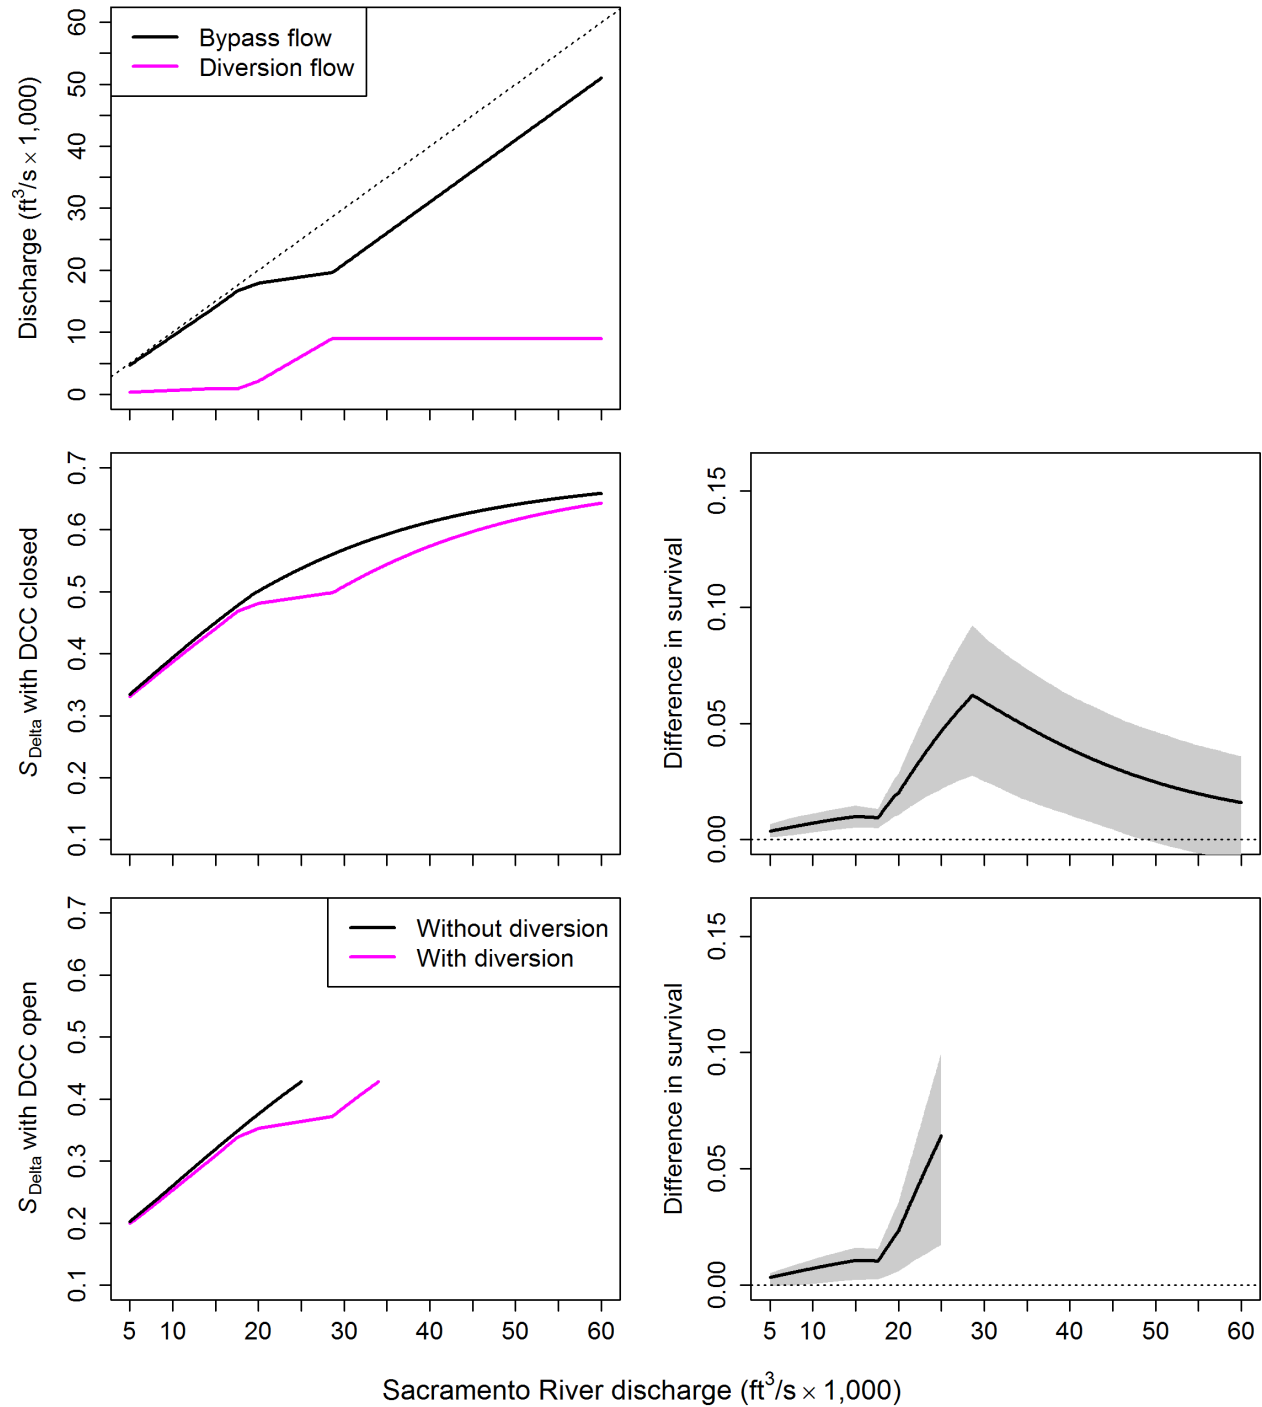 Bypass flow
Diversion flow
Discharge (ft³/s × 1,000)
60
50
40
30
20
10
0
S_Delta with DCC closed
0.7
0.6
0.5
0.4
0.3
0.2
0.1
Difference in survival
0.15
0.10
0.05
0.00
Without diversion
With diversion
S_Delta with DCC open
0.7
0.6
0.5
0.4
0.3
0.2
0.1
5 10 20 30 40 50 60
Difference in survival
0.15
0.10
0.05
0.00
5 10 20 30 40 50 60
Sacramento River discharge (ft³/s × 1,000)